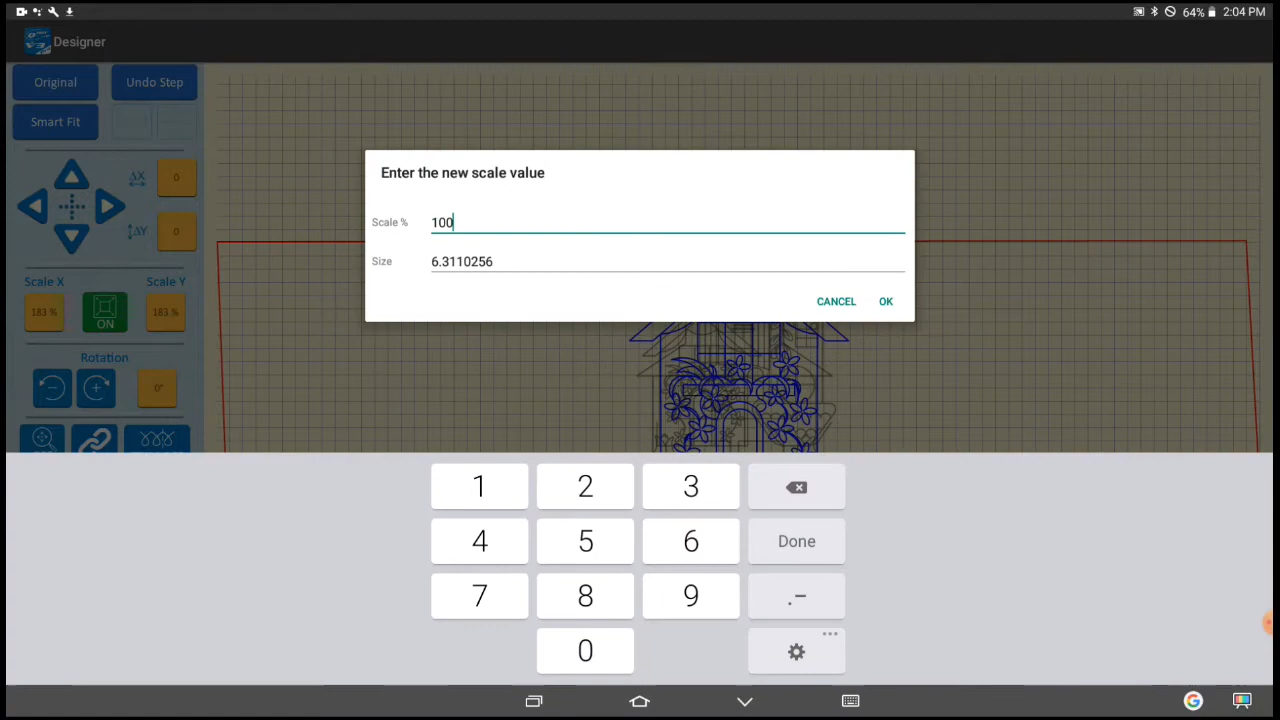 64% 2:04 PM
Designer
Original Undo Step
Smart Fit
ΔX 0
ΔY 0
Scale X Scale Y
183 % ON 183 %
Rotation
− + 0°
Enter the new scale value
Scale % 100
Size 6.3110256
CANCEL OK
1 2 3
4 5 6 Done
7 8 9 .–
0
G